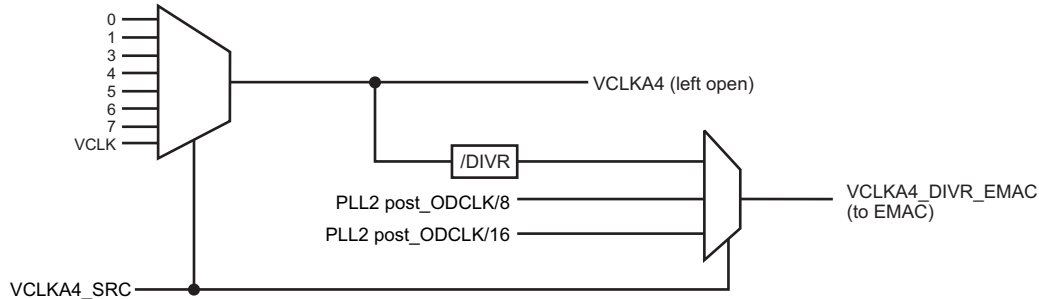 0
1
3
4
5
6
7
VCLK
VCLKA4 (left open)
/DIVR
PLL2 post_ODCLK/8
PLL2 post_ODCLK/16
VCLKA4_DIVR_EMAC
(to EMAC)
VCLKA4_SRC